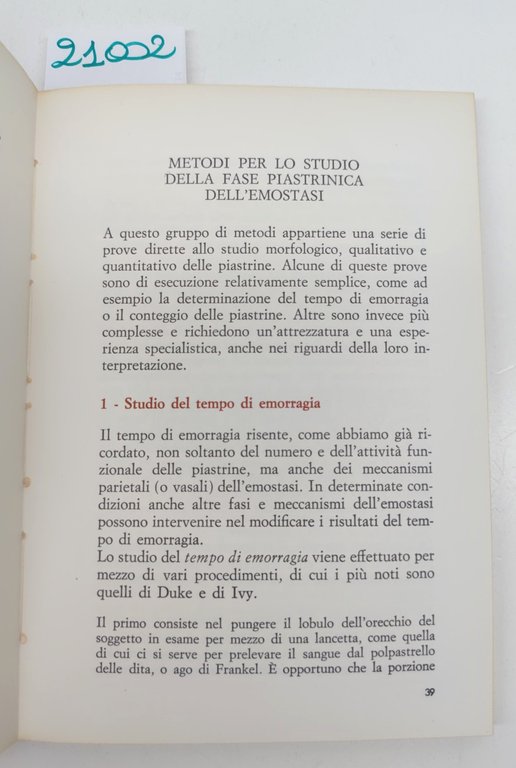 21002
METODI PER LO STUDIO
DELLA FASE PIASTRINICA
DELL'EMOSTASI
A questo gruppo di metodi appartiene una serie di
prove dirette allo studio morfologico, qualitativo e
quantitativo delle piastrine. Alcune di queste prove
sono di esecuzione relativamente semplice, come ad
esempio la determinazione del tempo di emorragia
o il conteggio delle piastrine. Altre sono invece più
complesse e richiedono un'attrezzatura e una espe-
rienza specialistica, anche nei riguardi della loro in-
terpretazione.
1 - Studio del tempo di emorragia
Il tempo di emorragia risente, come abbiamo già ri-
cordato, non soltanto del numero e dell'attività fun-
zionale delle piastrine, ma anche dei meccanismi
parietali (o vasali) dell'emostasi. In determinate con-
dizioni anche altre fasi e meccanismi dell'emostasi
possono intervenire nel modificare i risultati del tem-
po di emorragia.
Lo studio del tempo di emorragia viene effettuato per
mezzo di vari procedimenti, di cui i più noti sono
quelli di Duke e di Ivy.
Il primo consiste nel pungere il lobulo dell'orecchio del
soggetto in esame per mezzo di una lancetta, come quella
di cui ci si serve per prelevare il sangue dal polpastrello
delle dita, o ago di Frankel. È opportuno che la porzione
39